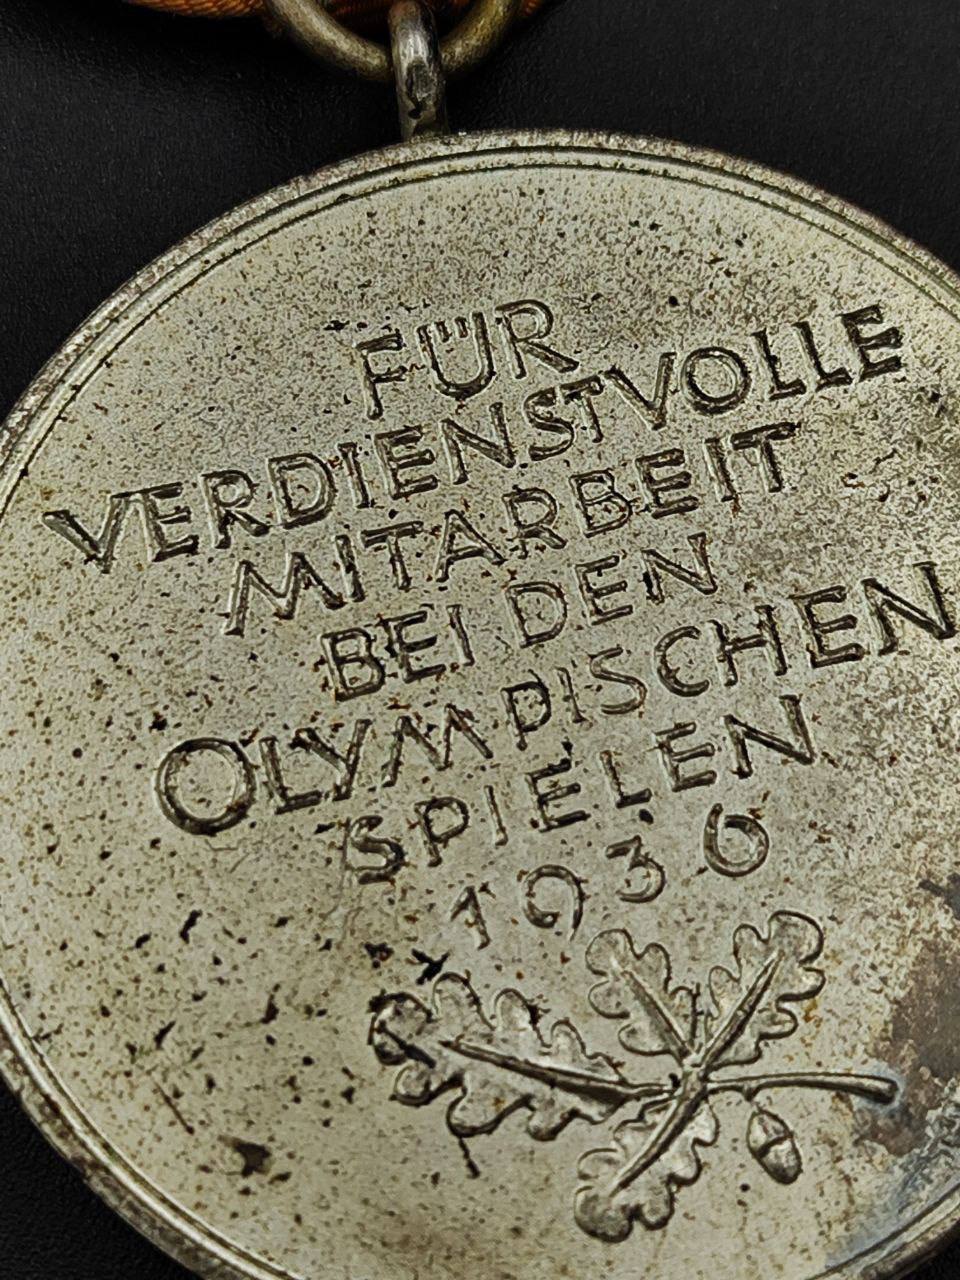 FÜR
VERDIENSTVOLLE
MITARBEIT
BEI DEN
OLYMPISCHEN
SPIELEN
1936